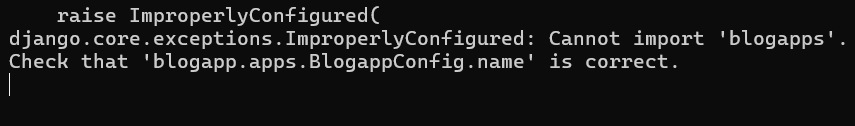 raise ImproperlyConfigured(
django.core.exceptions.ImproperlyConfigured: Cannot import 'blogapps'.
Check that 'blogapp.apps.BlogappConfig.name' is correct.